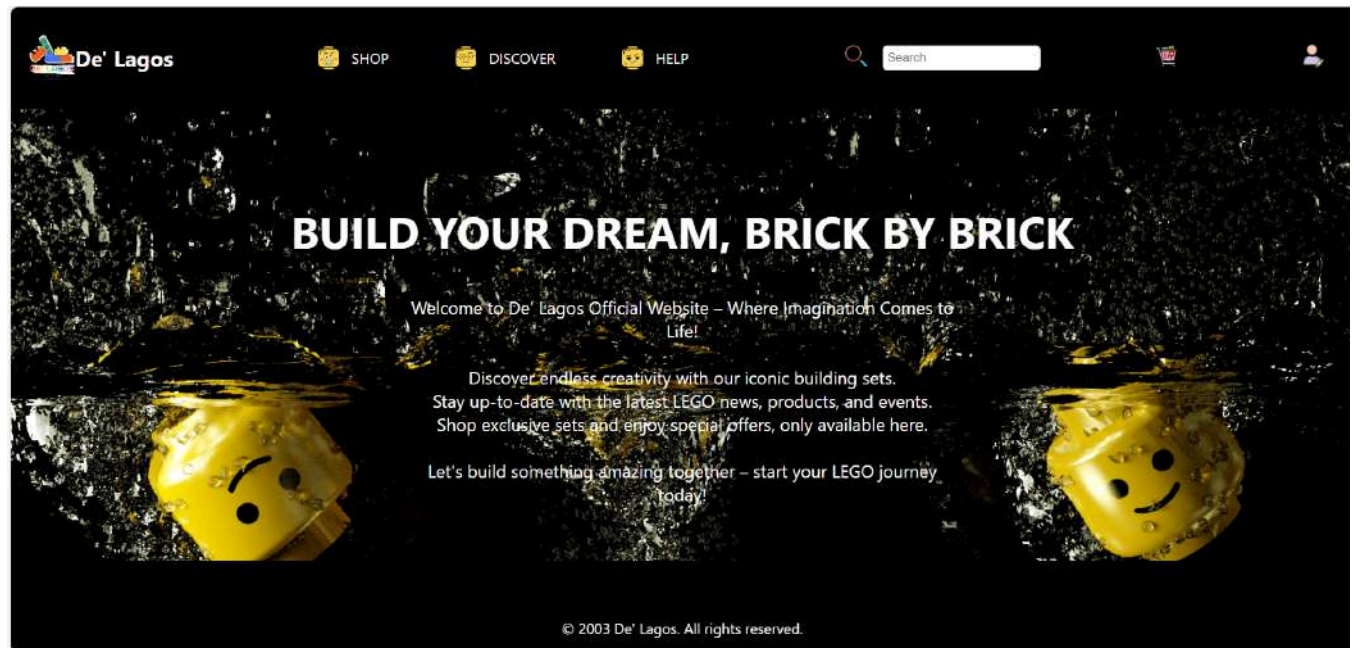 De' Lagos
SHOP
DISCOVER
HELP
Search
BUILD YOUR DREAM, BRICK BY BRICK
Welcome to De' Lagos Official Website – Where Imagination Comes to
Life!
Discover endless creativity with our iconic building sets.
Stay up-to-date with the latest LEGO news, products, and events.
Shop exclusive sets and enjoy special offers, only available here.
Let's build something amazing together – start your LEGO journey
today!
© 2003 De' Lagos. All rights reserved.